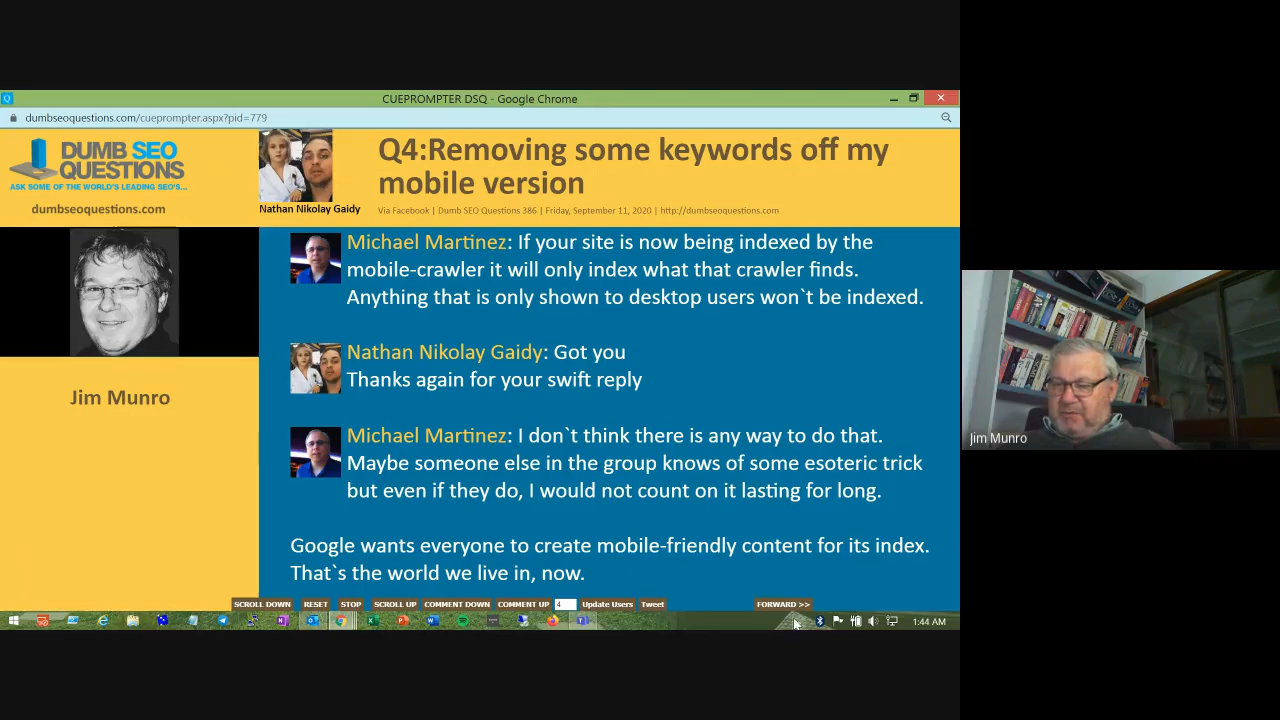 CUEPROMPTER DSQ - Google Chrome
dumbseoquestions.com/cueprompter.aspx?pid=779
DUMB SEO
QUESTIONS
ASK SOME OF THE WORLD'S LEADING SEO'S...
dumbseoquestions.com
Nathan Nikolay Gaidy
Q4:Removing some keywords off my
mobile version
Via Facebook | Dumb SEO Questions 386 | Friday, September 11, 2020 | http://dumbseoquestions.com
Jim Munro
Michael Martinez: If your site is now being indexed by the
mobile-crawler it will only index what that crawler finds.
Anything that is only shown to desktop users won`t be indexed.
Nathan Nikolay Gaidy: Got you
Thanks again for your swift reply
Michael Martinez: I don`t think there is any way to do that.
Maybe someone else in the group knows of some esoteric trick
but even if they do, I would not count on it lasting for long.
Google wants everyone to create mobile-friendly content for its index.
That`s the world we live in, now.
SCROLL DOWN RESET STOP SCROLL UP COMMENT DOWN COMMENT UP 4 Update Users Tweet FORWARD >>
1:44 AM
Jim Munro